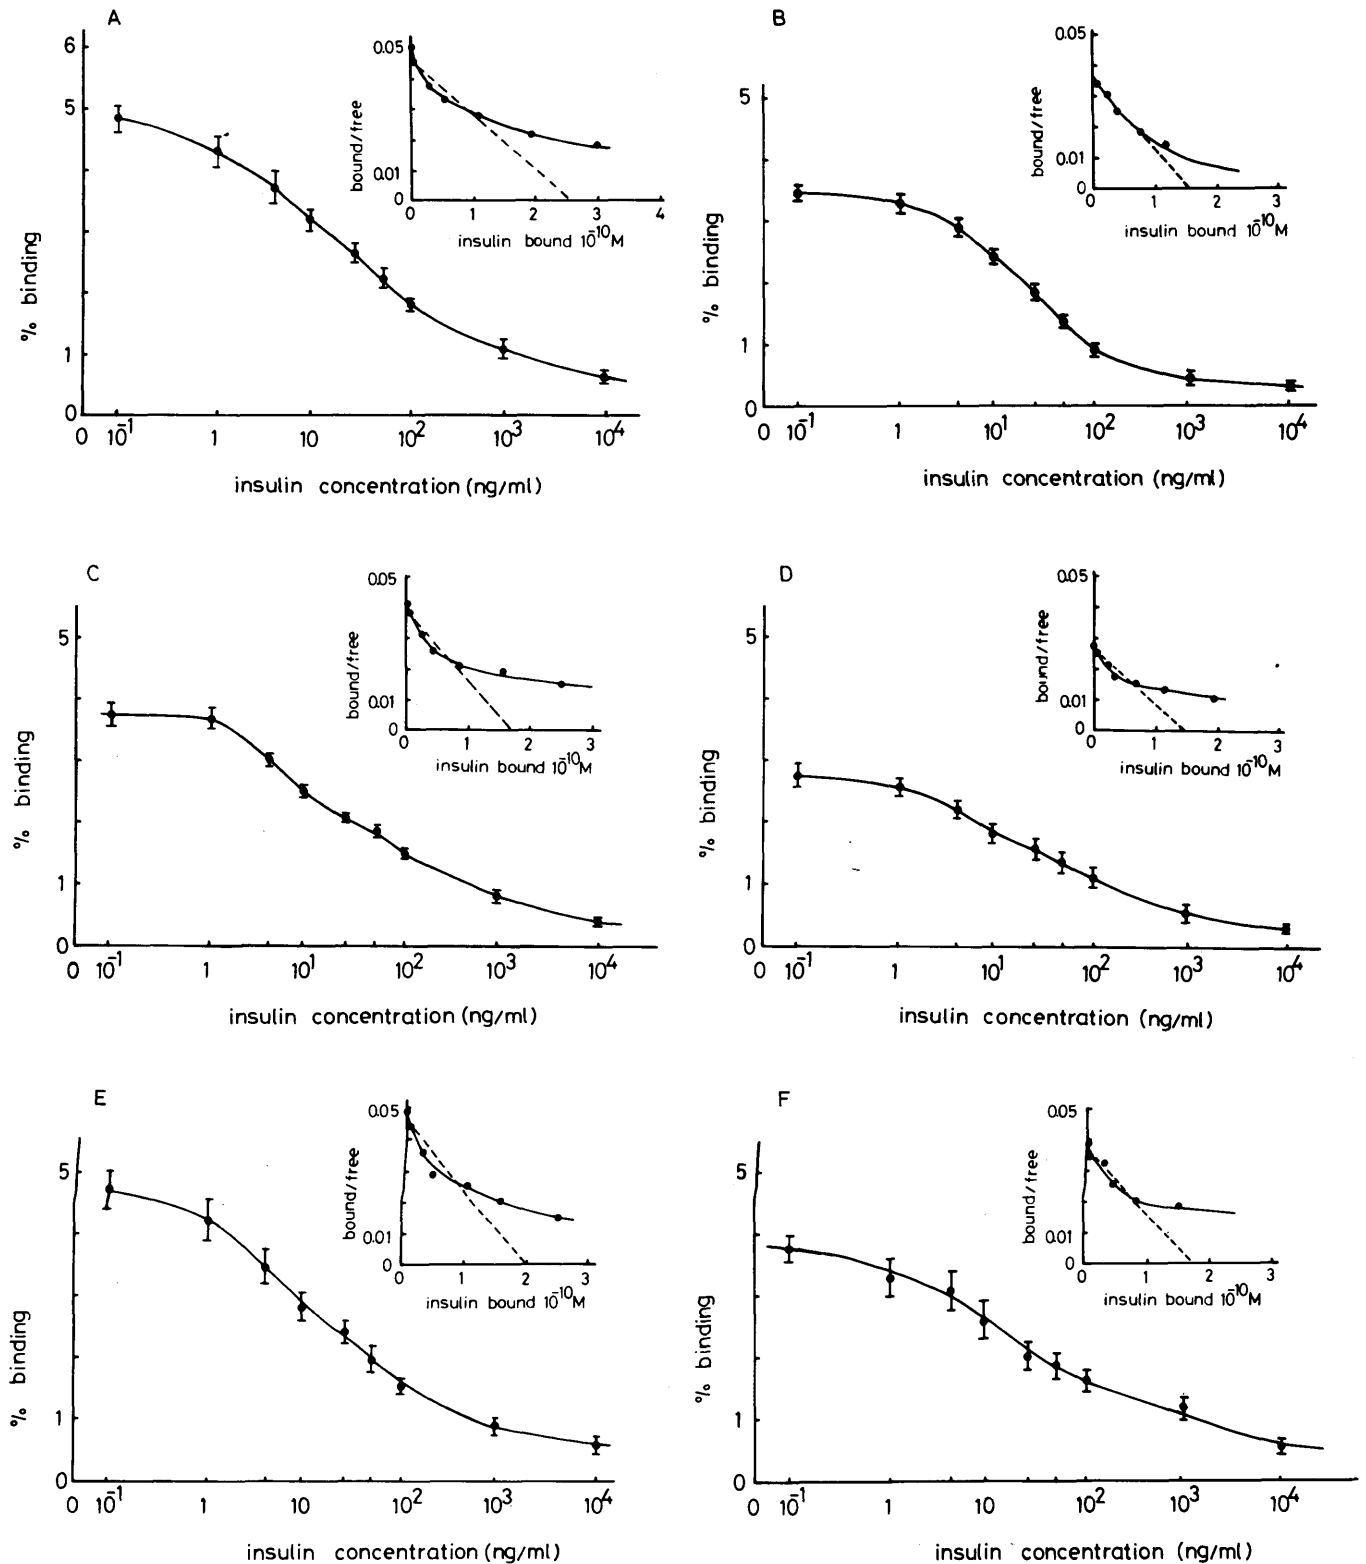 A
6
5
1
0
% binding
0 10⁻¹ 1 10 10² 10³ 10⁴
insulin concentration (ng/ml)
0.05
0.01
0
bound/free
0 1 2 3 4
insulin bound 10⁻¹⁰M
B
5
1
0
% binding
0 10⁻¹ 1 10¹ 10² 10³ 10⁴
insulin concentration (ng/ml)
0.05
0.01
0
bound/free
0 1 2 3
insulin bound 10⁻¹⁰M
C
5
1
0
% binding
0 10⁻¹ 1 10¹ 10² 10³ 10⁴
insulin concentration (ng/ml)
0.05
0.01
0
bound/free
0 1 2 3
insulin bound 10⁻¹⁰M
D
5
1
0
% binding
0 10⁻¹ 1 10¹ 10² 10³ 10⁴
insulin concentration (ng/ml)
0.05
0.01
0
bound/free
0 1 2 3
insulin bound 10⁻¹⁰M
E
5
1
0
% binding
0 10⁻¹ 1 10 10² 10³ 10⁴
insulin concentration (ng/ml)
0.05
0.01
0
bound/free
0 1 2 3
insulin bound 10⁻¹⁰M
F
5
1
0
% binding
0 10⁻¹ 1 10 10² 10³ 10⁴
insulin concentration (ng/ml)
0.05
0.01
0
bound/free
0 1 2 3
insulin bound 10⁻¹⁰M